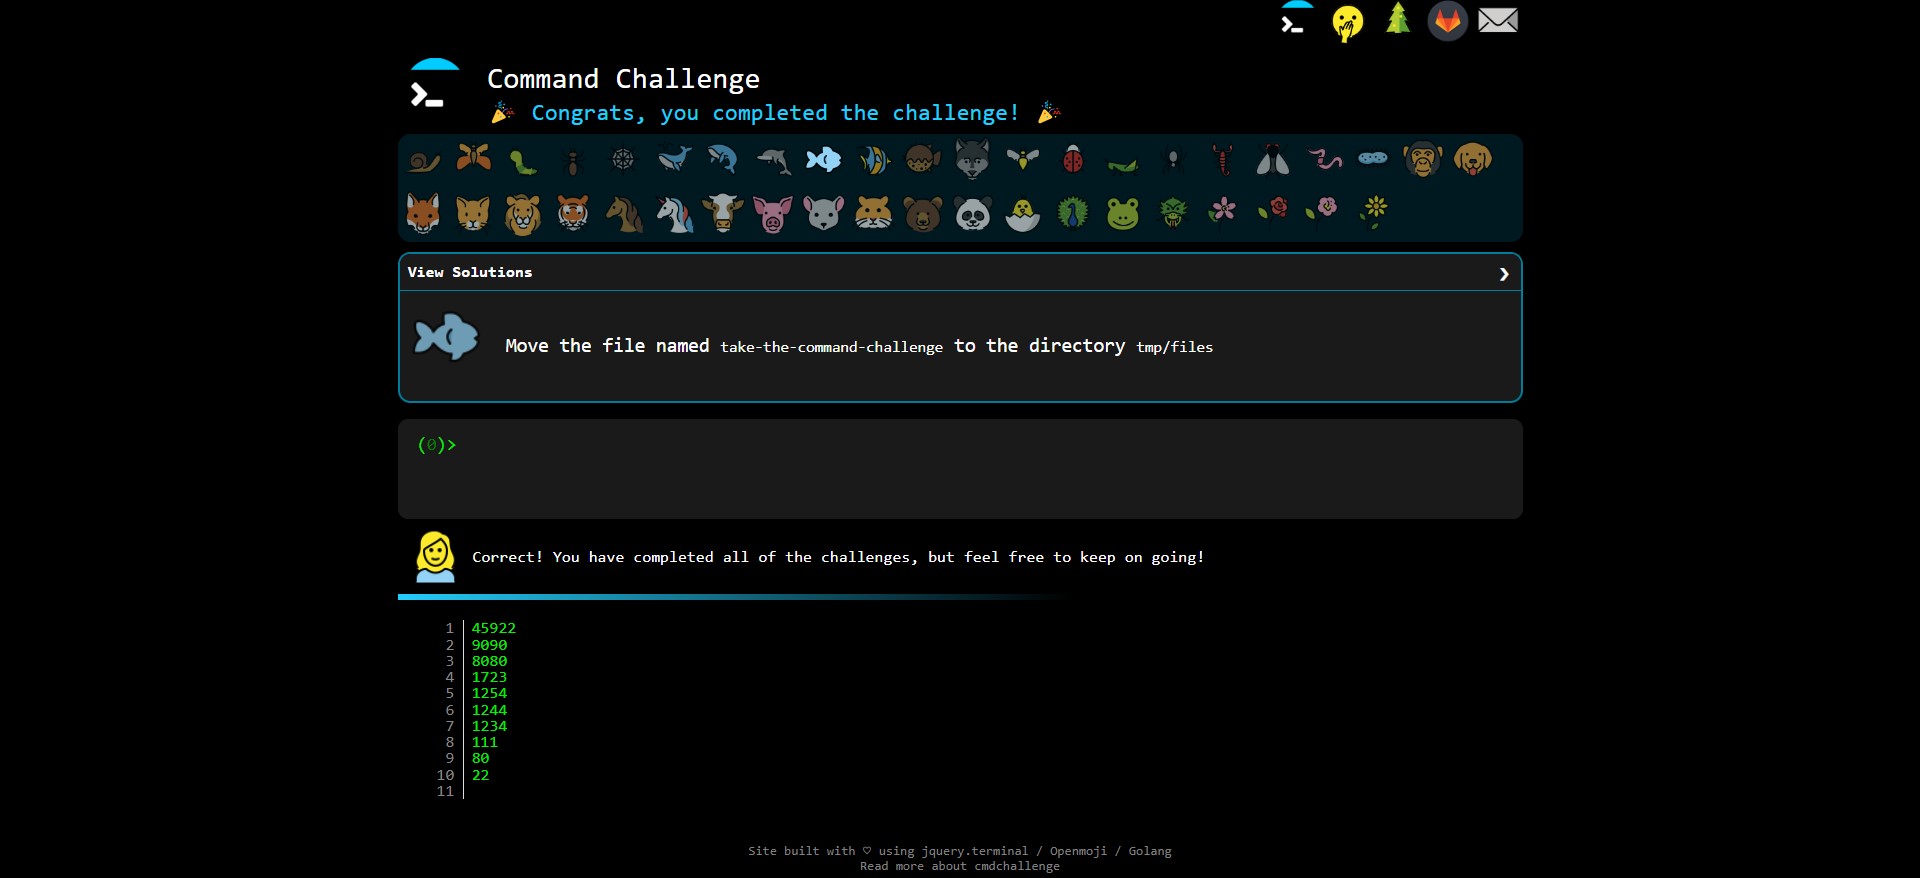 Command Challenge
🎉 Congrats, you completed the challenge! 🎉
View Solutions
Move the file named take-the-command-challenge to the directory tmp/files
(0)>
Correct! You have completed all of the challenges, but feel free to keep on going!
1 45922
2 9090
3 8080
4 1723
5 1254
6 1244
7 1234
8 111
9 80
10 22
11
Site built with ♡ using jquery.terminal / Openmoji / Golang
Read more about cmdchallenge